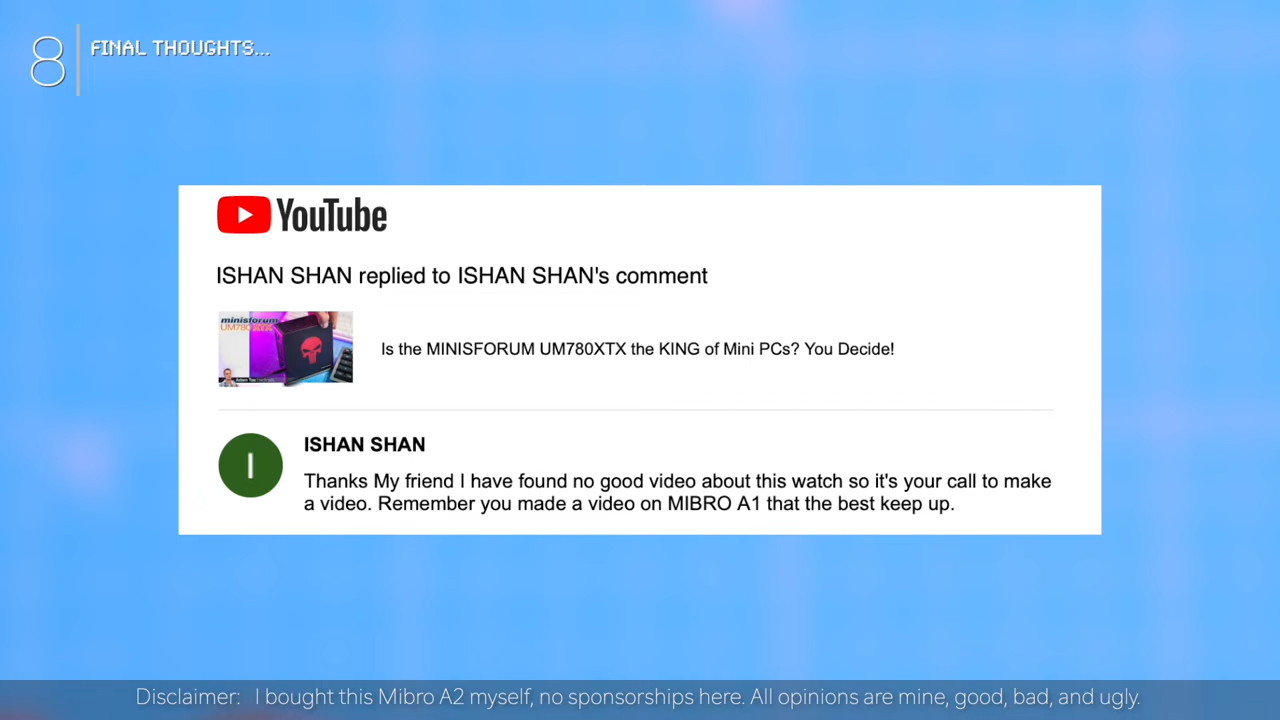 8
FINAL THOUGHTS...
YouTube
ISHAN SHAN replied to ISHAN SHAN's comment
minisforum
UM780 XTX
Is the MINISFORUM UM780XTX the KING of Mini PCs? You Decide!
I
ISHAN SHAN
Thanks My friend I have found no good video about this watch so it's your call to make
a video. Remember you made a video on MIBRO A1 that the best keep up.
Disclaimer: I bought this Mibro A2 myself, no sponsorships here. All opinions are mine, good, bad, and ugly.